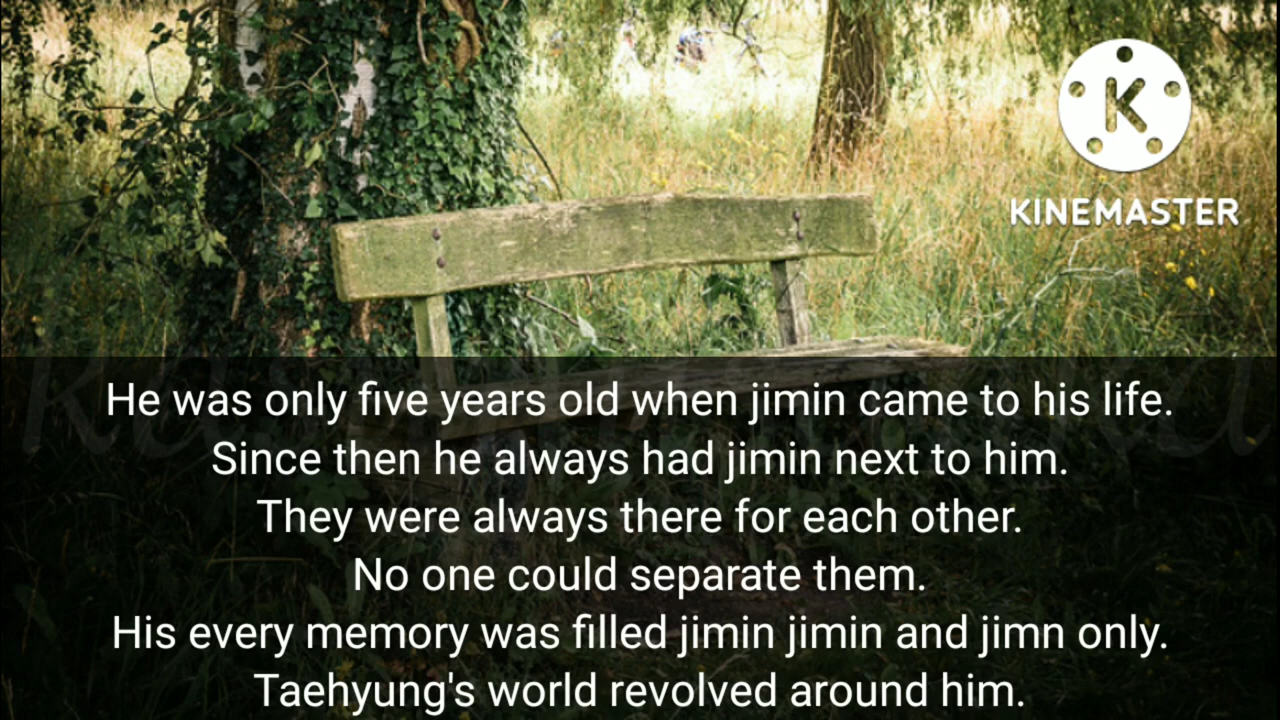 K
KINEMASTER
He was only five years old when jimin came to his life.
Since then he always had jimin next to him.
They were always there for each other.
No one could separate them.
His every memory was filled jimin jimin and jimn only.
Taehyung's world revolved around him.